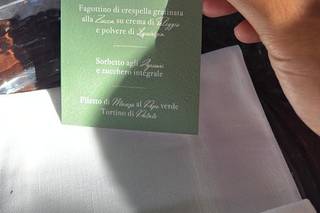 Fagottino di crespella gratinata
alla Zucca su crema di Taleggio
e polvere di
Sorbetto agli Agrumi
e zucchero integrale
Filetto di Manzo al Pepe verde
Tortino di Patate